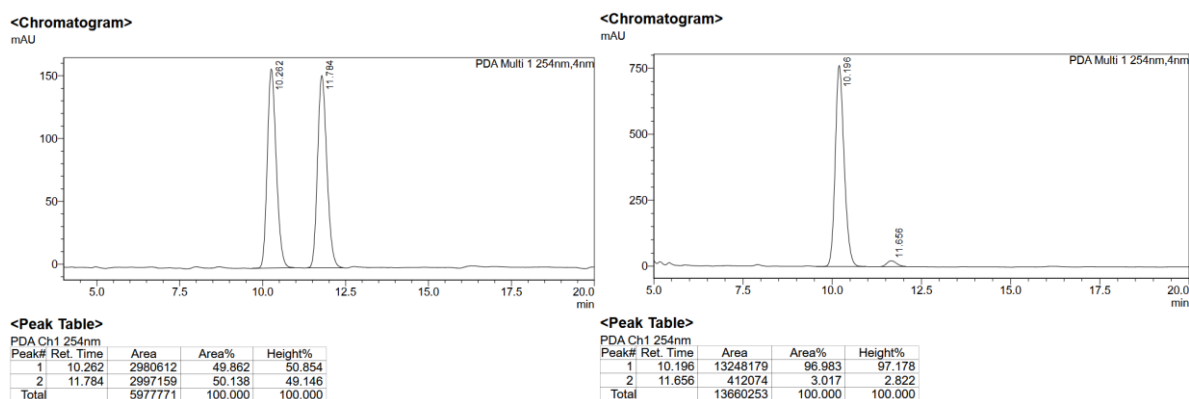 <Chromatogram>
mAU
PDA Multi 1 254nm,4nm
10.262
11.784
150
100
50
0
5.0 7.5 10.0 12.5 15.0 17.5 20.0
min
<Peak Table>
PDA Ch1 254nm
Peak# Ret. Time Area Area% Height%
1 10.262 2980612 49.862 50.854
2 11.784 2997159 50.138 49.146
Total 5977771 100.000 100.000
<Chromatogram>
mAU
PDA Multi 1 254nm,4nm
10.196
11.656
750
500
250
0
5.0 7.5 10.0 12.5 15.0 17.5 20.0
min
<Peak Table>
PDA Ch1 254nm
Peak# Ret. Time Area Area% Height%
1 10.196 13248179 96.983 97.178
2 11.656 412074 3.017 2.822
Total 13660253 100.000 100.000